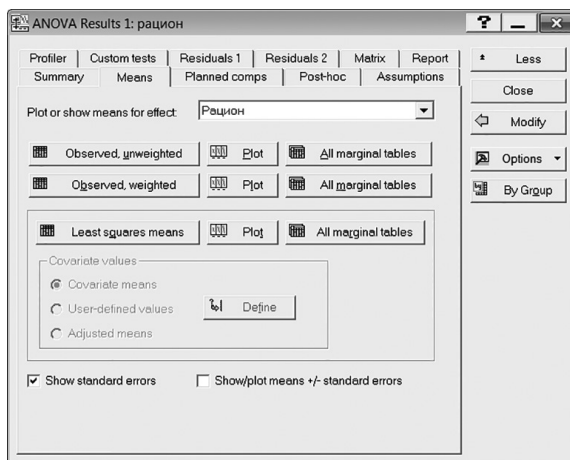 ANOVA Results 1: рацион
Profiler Custom tests Residuals 1 Residuals 2 Matrix Report
Summary Means Planned comps Post-hoc Assumptions
Less
Close
Modify
Options
By Group
Plot or show means for effect: Рацион
Observed, unweighted Plot All marginal tables
Observed, weighted Plot All marginal tables
Least squares means Plot All marginal tables
Covariate values
Covariate means
User-defined values Define
Adjusted means
Show standard errors Show/plot means +/- standard errors